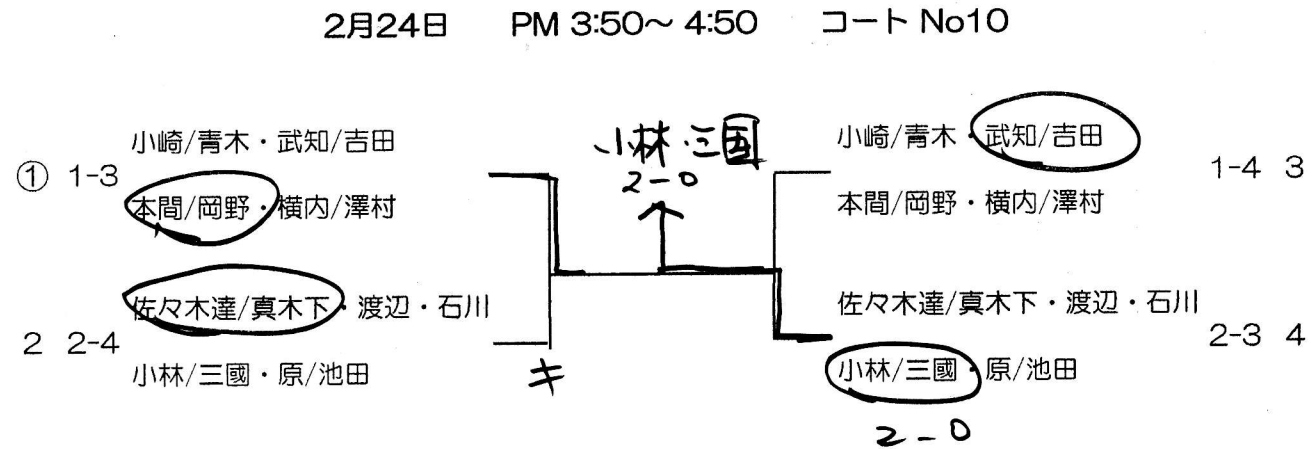 2月24日 PM 3:50～4:50 コート No10
小崎/青木・武知/吉田
① 1-3
本間/岡野・横内/澤村
佐々木達/真木下・渡辺・石川
2 2-4
小林/三國・原/池田
キ
小林・三国
2-0
小崎/青木・武知/吉田
1-4 3
本間/岡野・横内/澤村
佐々木達/真木下・渡辺・石川
2-3 4
小林/三國・原/池田
2-0